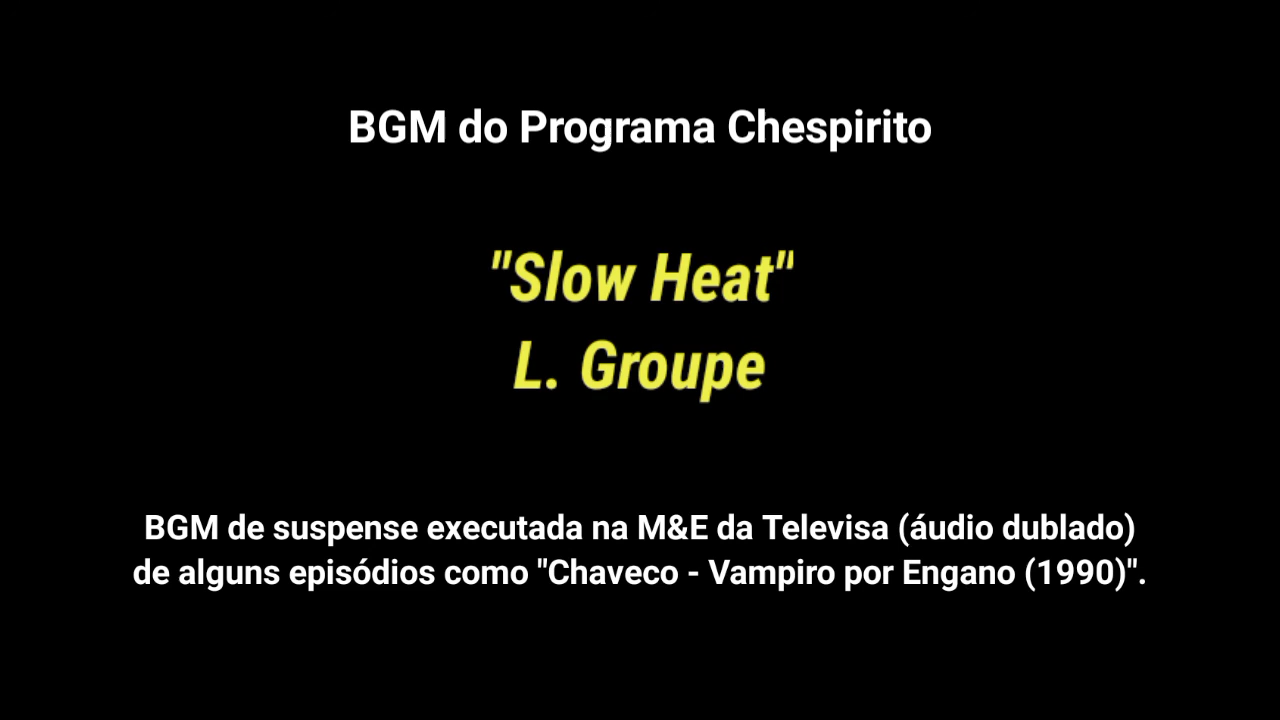 BGM do Programa Chespirito
"Slow Heat"
L. Groupe
BGM de suspense executada na M&E da Televisa (áudio dublado)
de alguns episódios como "Chaveco - Vampiro por Engano (1990)".